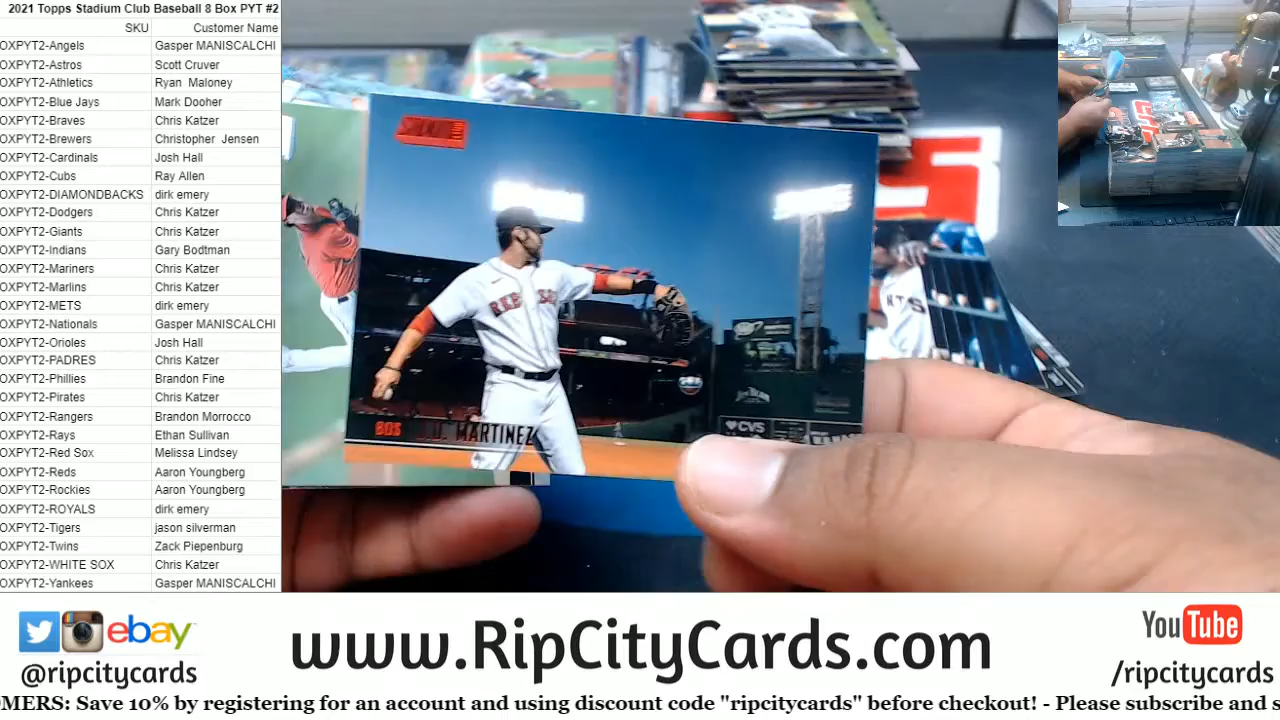 2021 Topps Stadium Club Baseball 8 Box PYT #2
SKU Customer Name
OXPYT2-Angels Gasper MANISCALCHI
OXPYT2-Astros Scott Cruver
OXPYT2-Athletics Ryan Maloney
OXPYT2-Blue Jays Mark Dooher
OXPYT2-Braves Chris Katzer
OXPYT2-Brewers Christopher Jensen
OXPYT2-Cardinals Josh Hall
OXPYT2-Cubs Ray Allen
OXPYT2-DIAMONDBACKS dirk emery
OXPYT2-Dodgers Chris Katzer
OXPYT2-Giants Chris Katzer
OXPYT2-Indians Gary Bodtman
OXPYT2-Mariners Chris Katzer
OXPYT2-Marlins Chris Katzer
OXPYT2-METS dirk emery
OXPYT2-Nationals Gasper MANISCALCHI
OXPYT2-Orioles Josh Hall
OXPYT2-PADRES Chris Katzer
OXPYT2-Phillies Brandon Fine
OXPYT2-Pirates Chris Katzer
OXPYT2-Rangers Brandon Morrocco
OXPYT2-Rays Ethan Sullivan
OXPYT2-Red Sox Melissa Lindsey
OXPYT2-Reds Aaron Youngberg
OXPYT2-Rockies Aaron Youngberg
OXPYT2-ROYALS dirk emery
OXPYT2-Tigers jason silverman
OXPYT2-Twins Zack Piepenburg
OXPYT2-WHITE SOX Chris Katzer
OXPYT2-Yankees Gasper MANISCALCHI
RED SOX
CVS
BOS J.D. MARTINEZ
ebay
@ripcitycards
www.RipCityCards.com
YouTube
/ripcitycards
OMERS: Save 10% by registering for an account and using discount code "ripcitycards" before checkout! - Please subscribe and s